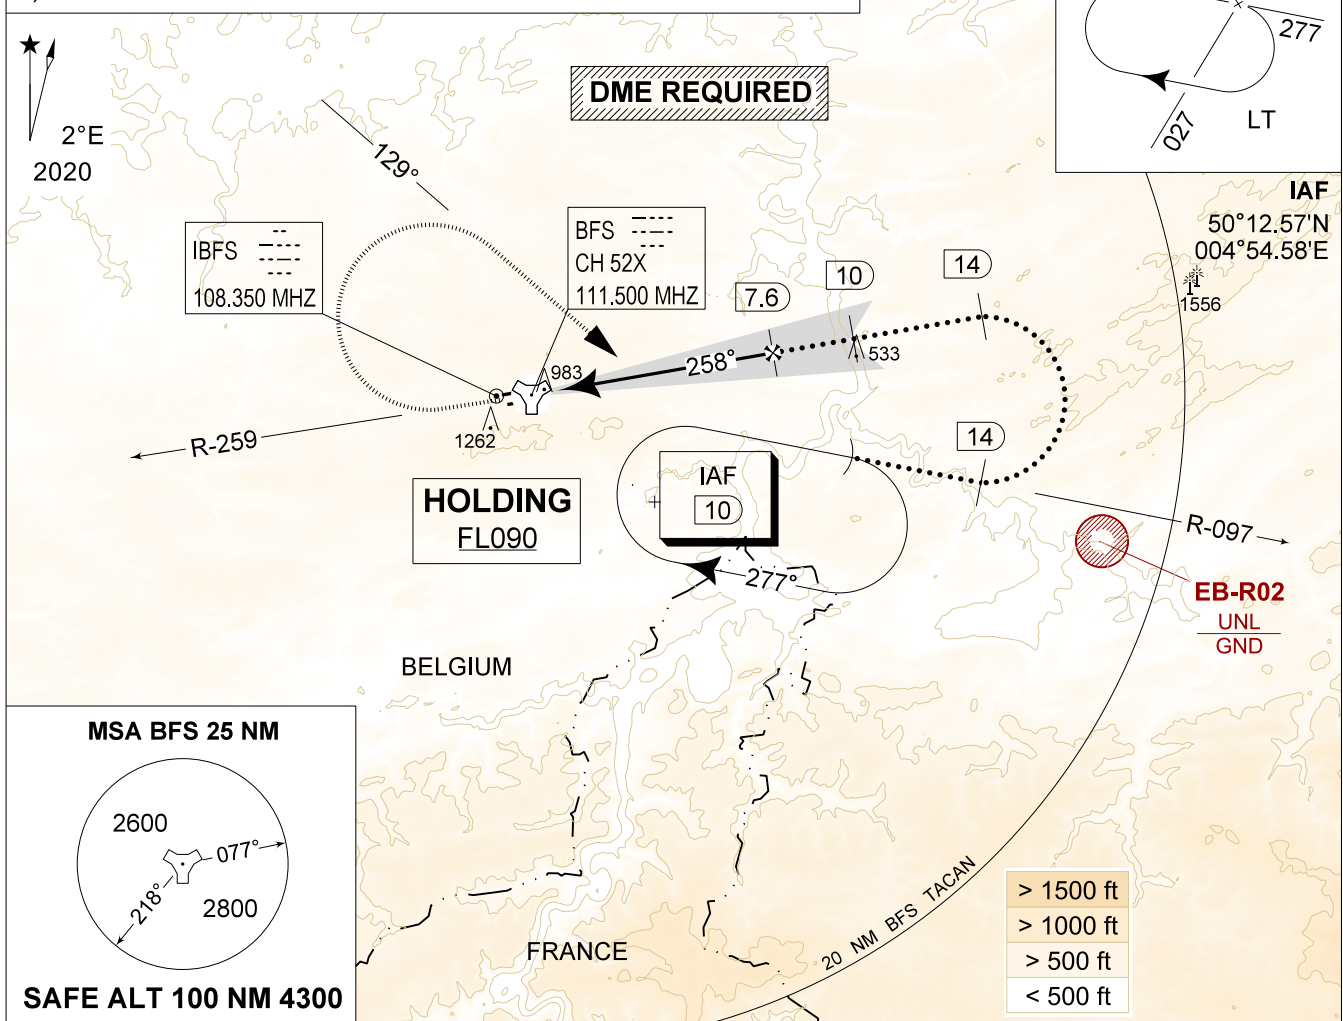 277
027
LT
2°E
2020
DME REQUIRED
129°
IAF
50°12.57'N
004°54.58'E
1556
IBFS
108.350 MHZ
BFS
CH 52X
111.500 MHZ
7.6
10
14
533
258°
983
1262
R-259
14
HOLDING
FL090
IAF
10
277°
R-097
EB-R02
UNL
GND
BELGIUM
MSA BFS 25 NM
2600
077°
218°
2800
SAFE ALT 100 NM 4300
FRANCE
20 NM BFS TACAN
> 1500 ft
> 1000 ft
> 500 ft
< 500 ft